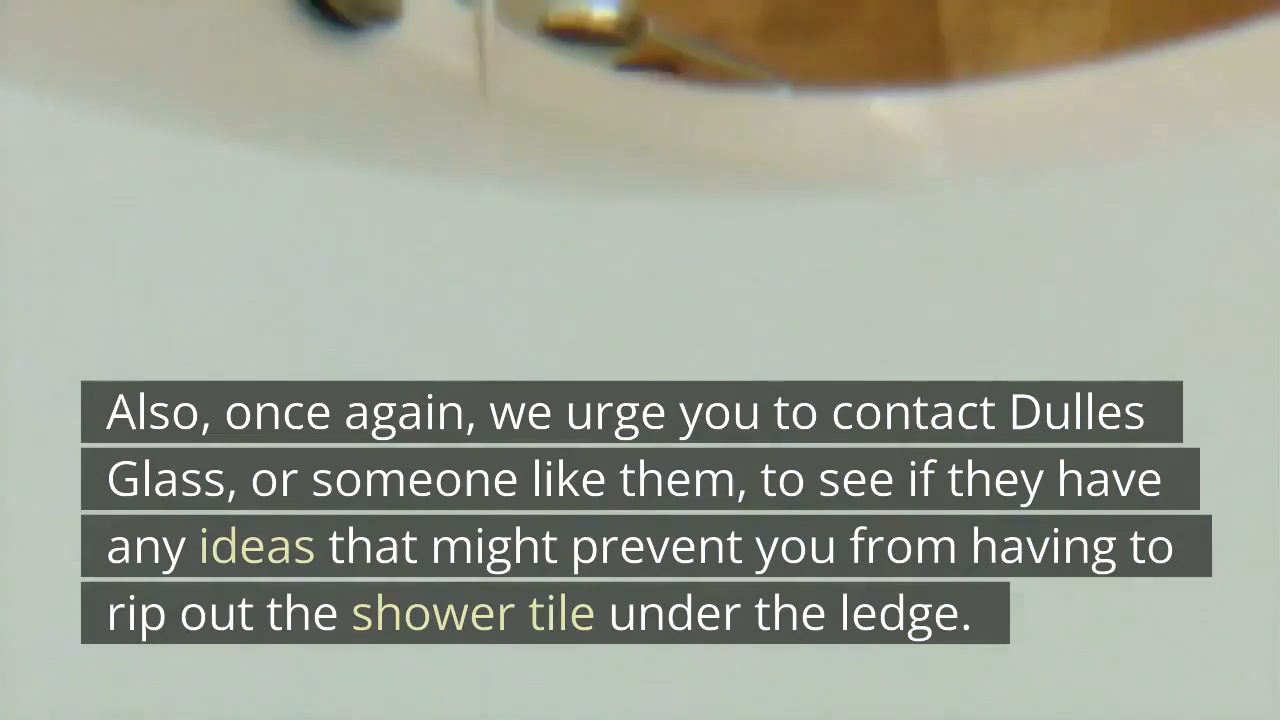 Also, once again, we urge you to contact Dulles
Glass, or someone like them, to see if they have
any ideas that might prevent you from having to
rip out the shower tile under the ledge.